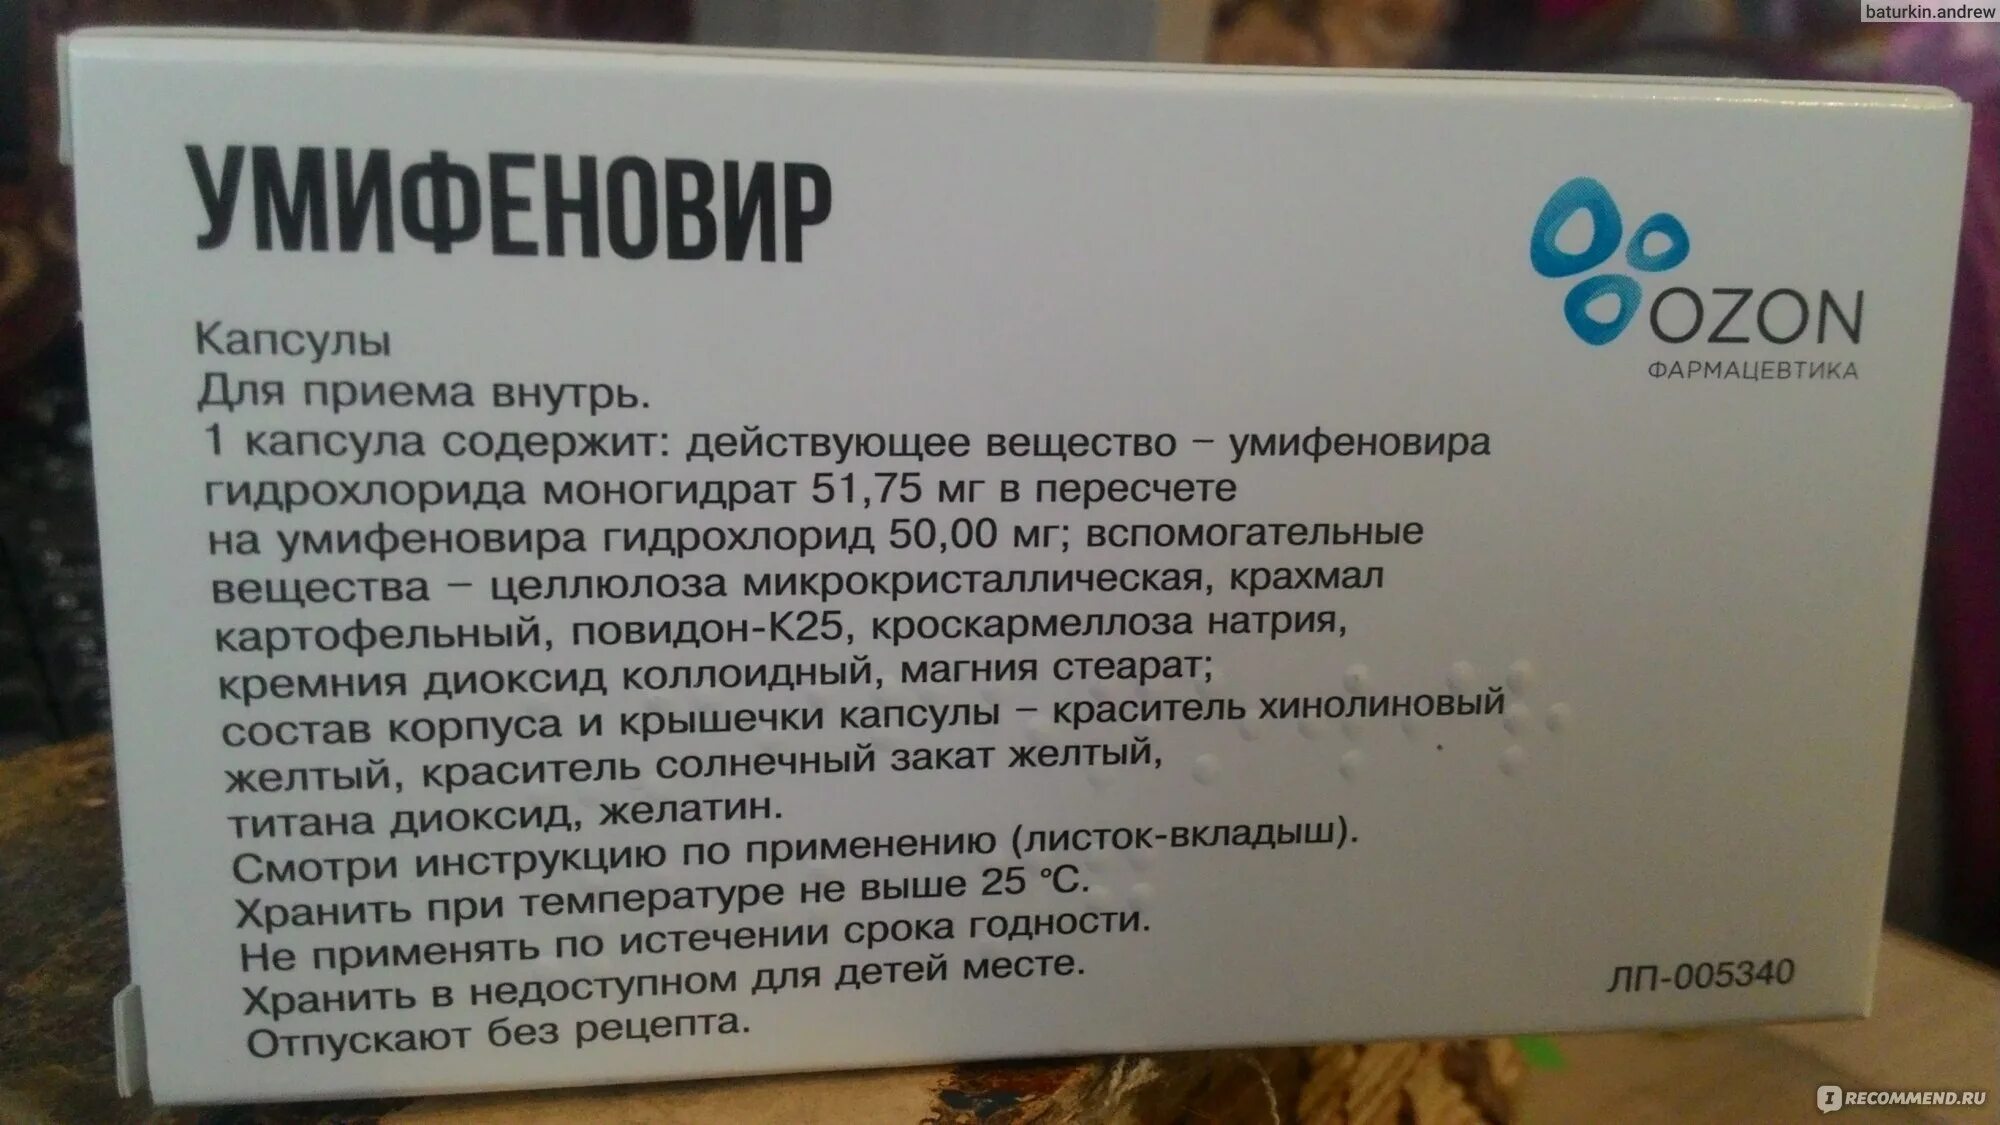 baturkin.andrew
УМИФЕНОВИР
OZON
ФАРМАЦЕВТИКА
Капсулы
Для приема внутрь.
1 капсула содержит: действующее вещество – умифеновира
гидрохлорида моногидрат 51,75 мг в пересчете
на умифеновира гидрохлорид 50,00 мг; вспомогательные
вещества – целлюлоза микрокристаллическая, крахмал
картофельный, повидон-К25, кроскармеллоза натрия,
кремния диоксид коллоидный, магния стеарат;
состав корпуса и крышечки капсулы – краситель хинолиновый
желтый, краситель солнечный закат желтый,
титана диоксид, желатин.
Смотри инструкцию по применению (листок-вкладыш).
Хранить при температуре не выше 25 °С.
Не применять по истечении срока годности.
Хранить в недоступном для детей месте.
Отпускают без рецепта.
ЛП-005340
IRECOMMEND.RU